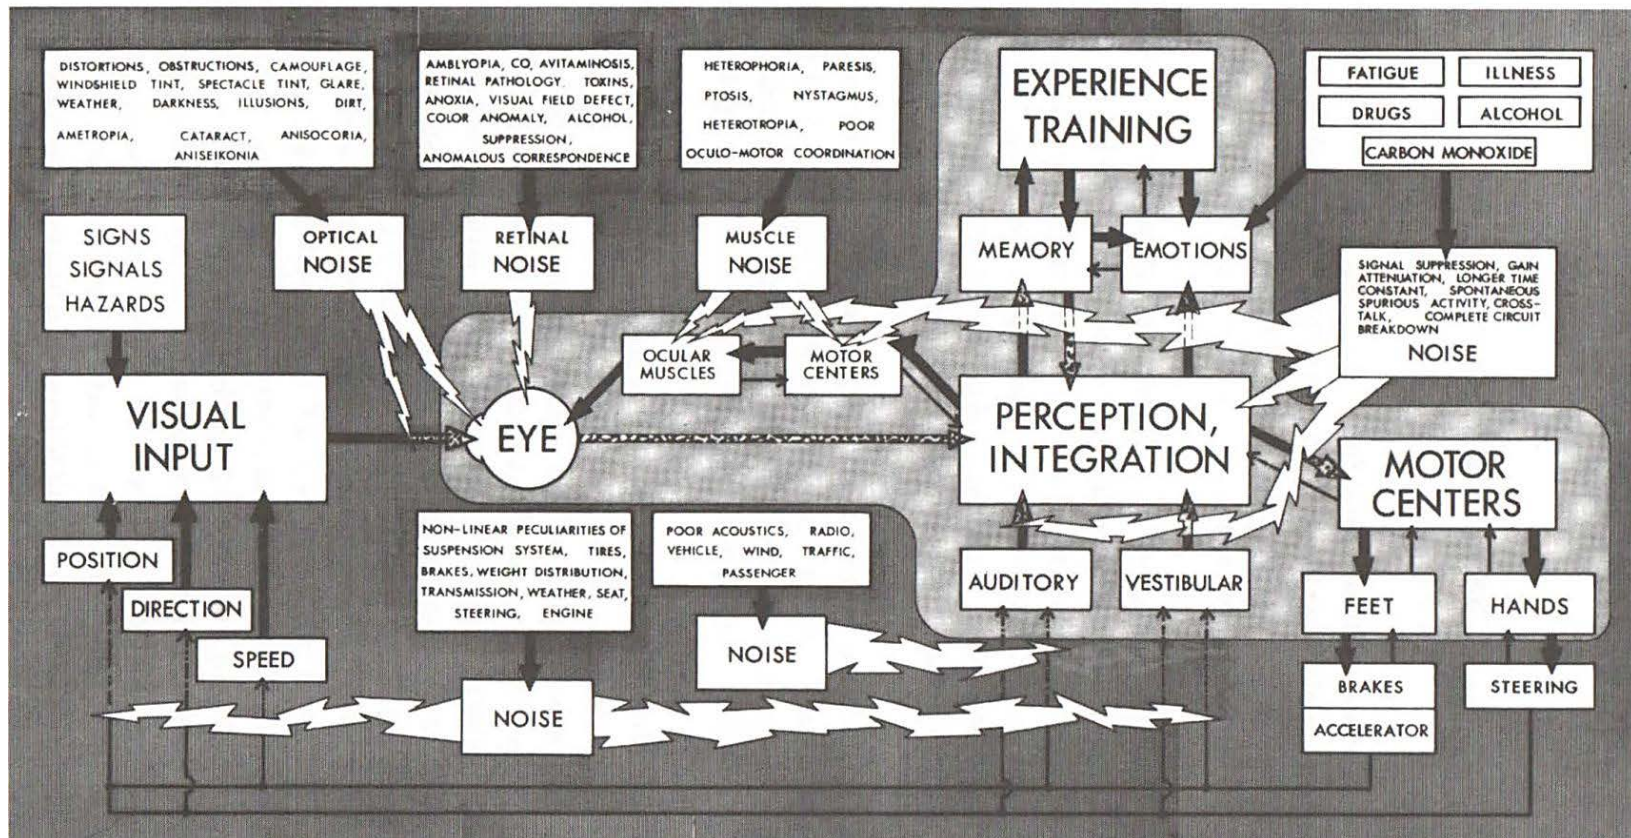 DISTORTIONS, OBSTRUCTIONS, CAMOUFLAGE,
WINDSHIELD TINT, SPECTACLE TINT, GLARE,
WEATHER, DARKNESS, ILLUSIONS, DIRT,
AMETROPIA, CATARACT, ANISOCORIA,
ANISEIKONIA
AMBLYOPIA, CO, AVITAMINOSIS,
RETINAL PATHOLOGY. TOXINS,
ANOXIA, VISUAL FIELD DEFECT,
COLOR ANOMALY, ALCOHOL,
SUPPRESSION,
ANOMALOUS CORRESPONDENCE
HETEROPHORIA, PARESIS,
PTOSIS, NYSTAGMUS,
HETEROTROPIA, POOR
OCULO-MOTOR COORDINATION
EXPERIENCE
TRAINING
FATIGUE
ILLNESS
DRUGS
ALCOHOL
CARBON MONOXIDE
SIGNS
SIGNALS
HAZARDS
OPTICAL
NOISE
RETINAL
NOISE
MUSCLE
NOISE
MEMORY
EMOTIONS
SIGNAL SUPPRESSION, GAIN
ATTENUATION, LONGER TIME
CONSTANT, SPONTANEOUS
SPURIOUS ACTIVITY, CROSS-
TALK, COMPLETE CIRCUIT
BREAKDOWN
NOISE
OCULAR
MUSCLES
MOTOR
CENTERS
VISUAL
INPUT
EYE
PERCEPTION,
INTEGRATION
MOTOR
CENTERS
POSITION
DIRECTION
SPEED
NON-LINEAR PECULIARITIES OF
SUSPENSION SYSTEM, TIRES,
BRAKES, WEIGHT DISTRIBUTION,
TRANSMISSION, WEATHER, SEAT,
STEERING, ENGINE
POOR ACOUSTICS, RADIO,
VEHICLE, WIND, TRAFFIC,
PASSENGER
AUDITORY
VESTIBULAR
FEET
HANDS
NOISE
NOISE
BRAKES
ACCELERATOR
STEERING